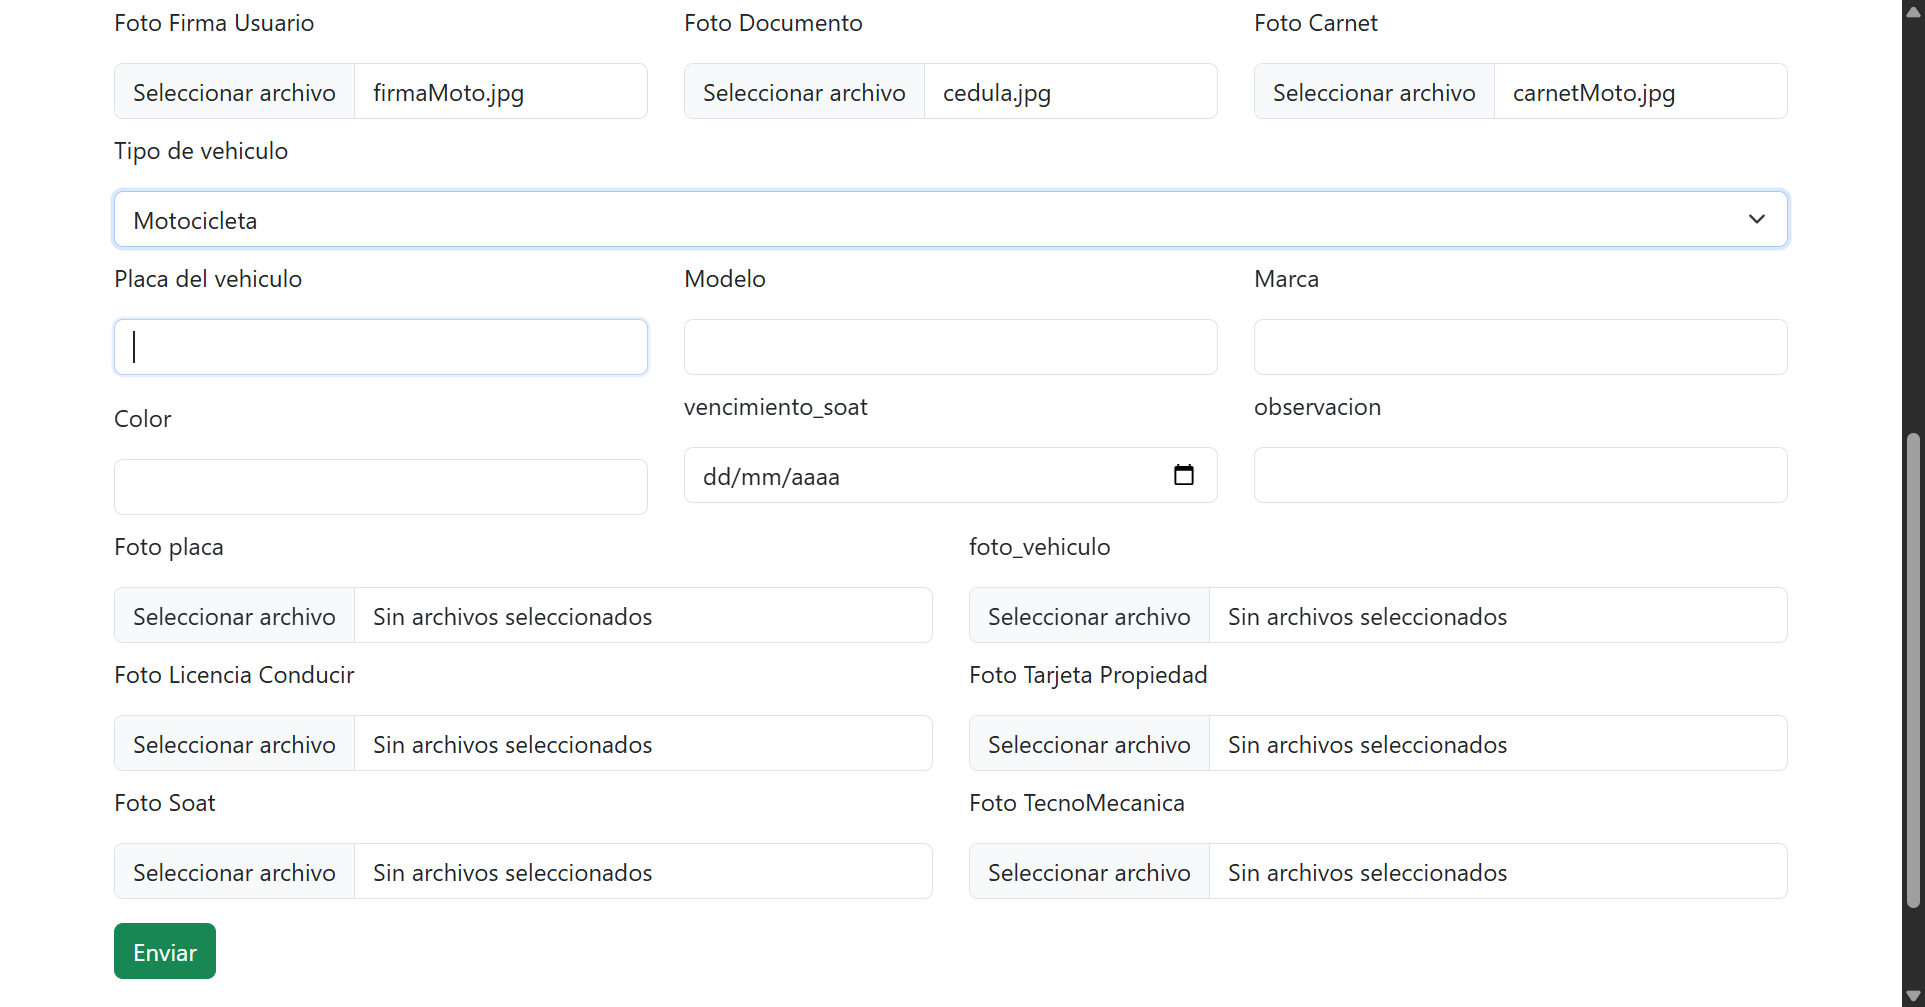 Foto Firma Usuario
Foto Documento
Foto Carnet
Seleccionar archivo firmaMoto.jpg
Seleccionar archivo cedula.jpg
Seleccionar archivo carnetMoto.jpg
Tipo de vehiculo
Motocicleta
Placa del vehiculo
Modelo
Marca
Color
vencimiento_soat
observacion
dd/mm/aaaa
Foto placa
foto_vehiculo
Seleccionar archivo Sin archivos seleccionados
Seleccionar archivo Sin archivos seleccionados
Foto Licencia Conducir
Foto Tarjeta Propiedad
Seleccionar archivo Sin archivos seleccionados
Seleccionar archivo Sin archivos seleccionados
Foto Soat
Foto TecnoMecanica
Seleccionar archivo Sin archivos seleccionados
Seleccionar archivo Sin archivos seleccionados
Enviar